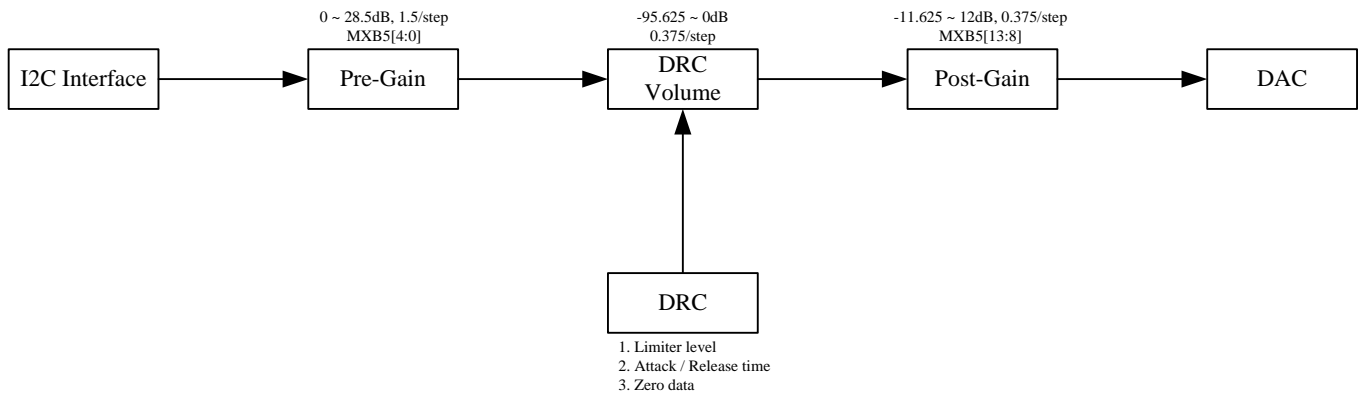 0 ~ 28.5dB, 1.5/step
MXB5[4:0]
-95.625 ~ 0dB
0.375/step
-11.625 ~ 12dB, 0.375/step
MXB5[13:8]
I2C Interface
Pre-Gain
DRC
Volume
Post-Gain
DAC
DRC
1. Limiter level
2. Attack / Release time
3. Zero data